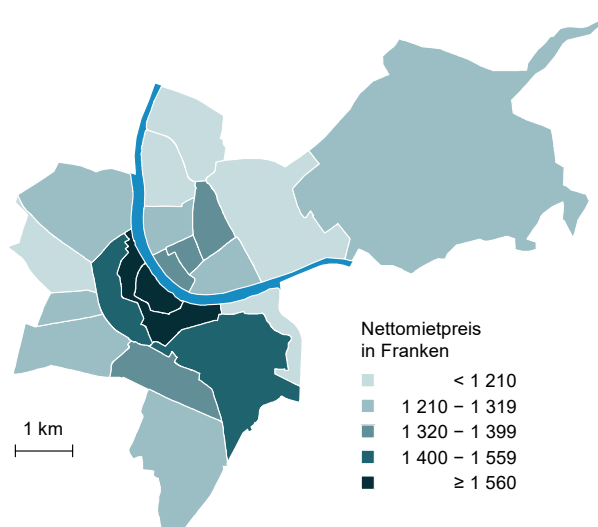 Nettomietpreis
in Franken
< 1 210
1 210 – 1 319
1 320 – 1 399
1 400 – 1 559
≥ 1 560
1 km